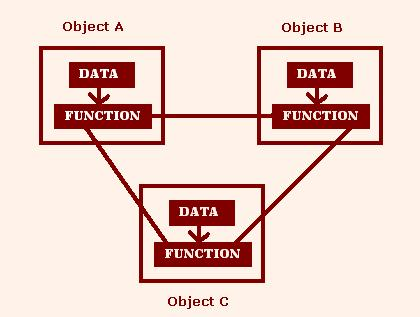 Object A
Object B
DATA
DATA
FUNCTION
FUNCTION
DATA
FUNCTION
Object C